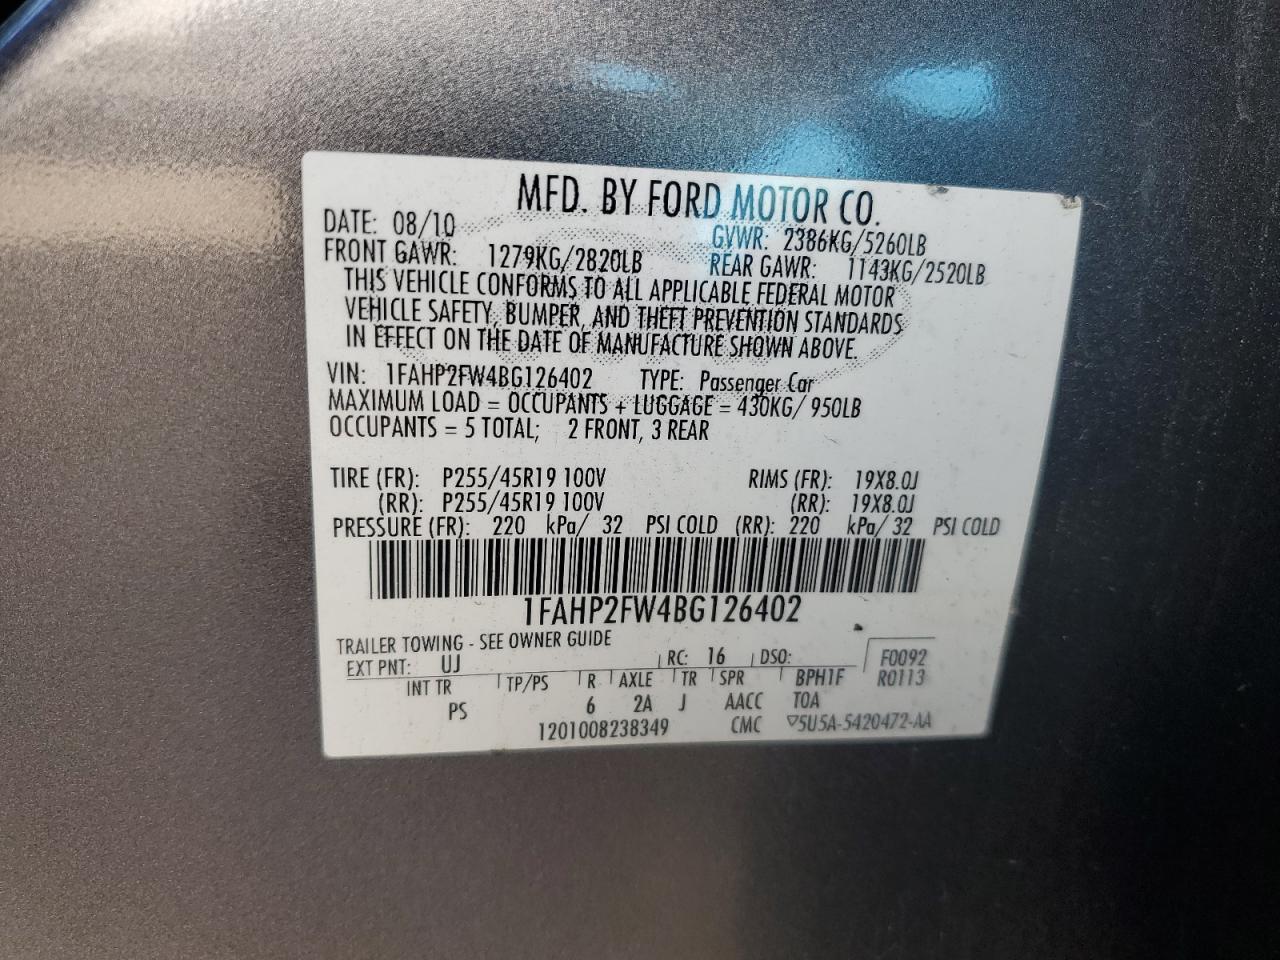 MFD. BY FORD MOTOR CO.
DATE: 08/10 GVWR: 2386KG/5260LB
FRONT GAWR: 1279KG/2820LB REAR GAWR: 1143KG/2520LB
THIS VEHICLE CONFORMS TO ALL APPLICABLE FEDERAL MOTOR
VEHICLE SAFETY, BUMPER, AND THEFT PREVENTION STANDARDS
IN EFFECT ON THE DATE OF MANUFACTURE SHOWN ABOVE.
VIN: 1FAHP2FW4BG126402 TYPE: Passenger Car
MAXIMUM LOAD = OCCUPANTS + LUGGAGE = 430KG/ 950LB
OCCUPANTS = 5 TOTAL; 2 FRONT, 3 REAR
TIRE (FR): P255/45R19 100V RIMS (FR): 19X8.0J
(RR): P255/45R19 100V (RR): 19X8.0J
PRESSURE (FR): 220 kPa/ 32 PSI COLD (RR): 220 kPa/ 32 PSI COLD
1FAHP2FW4BG126402
TRAILER TOWING - SEE OWNER GUIDE
EXT PNT: UJ RC: 16 DSO: F0092
INT TR TP/PS R AXLE TR SPR BPH1F R0113
PS 6 2A J AACC TOA
1201008238349 CMC ▽5U5A-5420472-AA